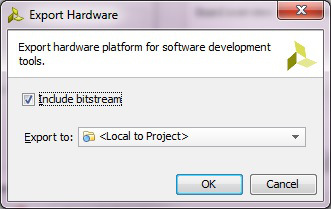 Export Hardware
Export hardware platform for software development
tools.
Include bitstream
Export to: <Local to Project>
OK Cancel